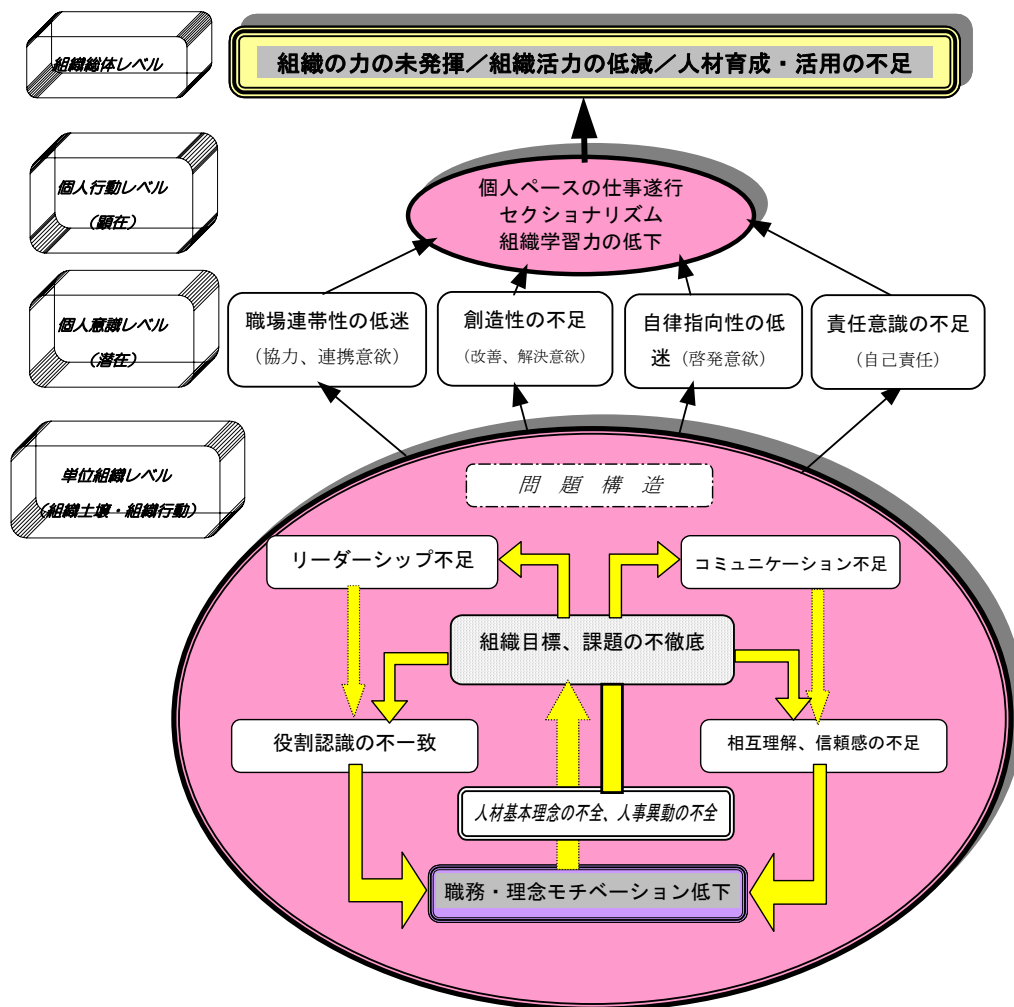 組織総体レベル
組織の力の未発揮／組織活力の低減／人材育成・活用の不足
個人行動レベル
（顕在）
個人ペースの仕事遂行
セクショナリズム
組織学習力の低下
個人意識レベル
（潜在）
職場連帯性の低迷
（協力、連携意欲）
創造性の不足
（改善、解決意欲）
自律指向性の低
迷（啓発意欲）
責任意識の不足
（自己責任）
単位組織レベル
（組織土壌・組織行動）
問　題　構　造
リーダーシップ不足
コミュニケーション不足
組織目標、課題の不徹底
役割認識の不一致
相互理解、信頼感の不足
人材基本理念の不全、人事異動の不全
職務・理念モチベーション低下